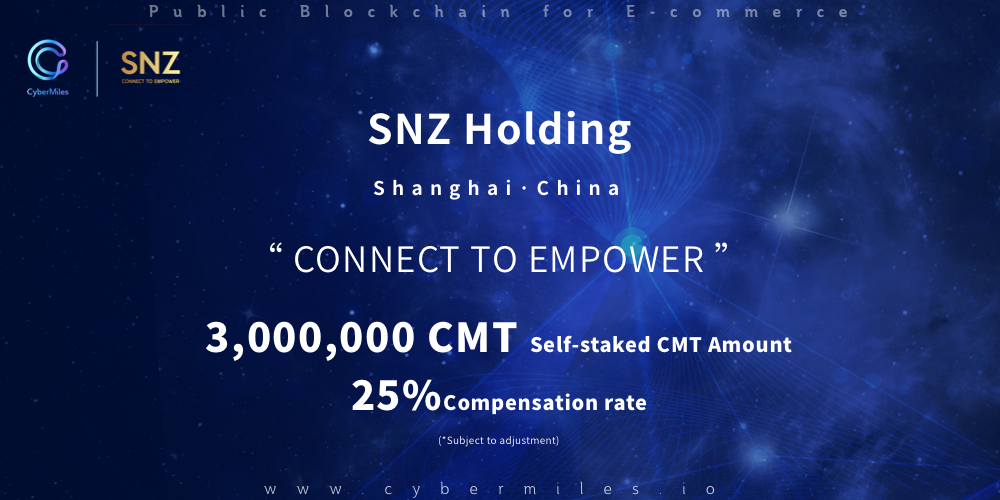 Public Blockchain for E-commerce
CyberMiles
SNZ
CONNECT TO EMPOWER
SNZ Holding
Shanghai·China
“ CONNECT TO EMPOWER ”
3,000,000 CMT Self-staked CMT Amount
25%Compensation rate
(*Subject to adjustment)
www.cybermiles.io